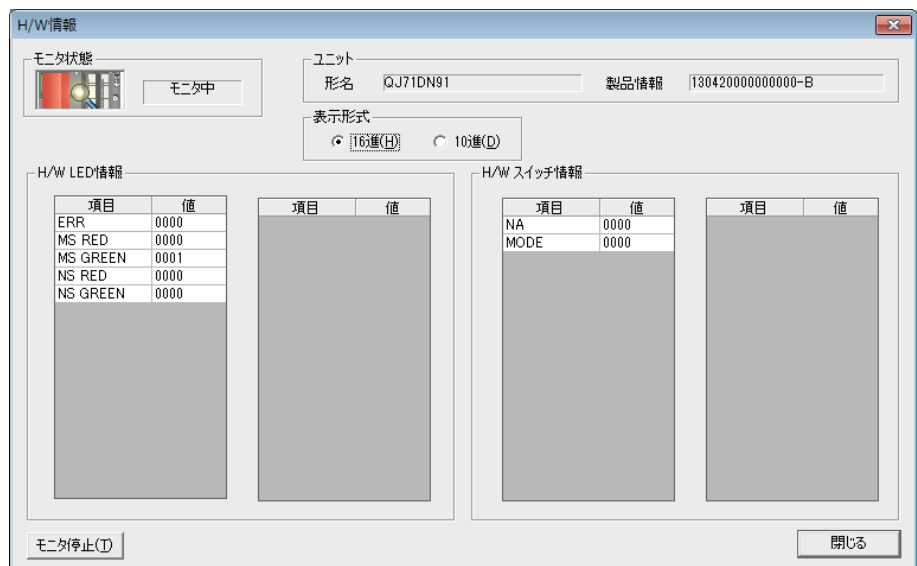 H/W情報
モニタ状態
モニタ中
ユニット
形名 QJ71DN91 製品情報 130420000000000-B
表示形式
16進(H) 10進(D)
H/W LED情報
項目 値
ERR 0000
MS RED 0000
MS GREEN 0001
NS RED 0000
NS GREEN 0000
項目 値
H/W スイッチ情報
項目 値
NA 0000
MODE 0000
項目 値
モニタ停止(T)
閉じる